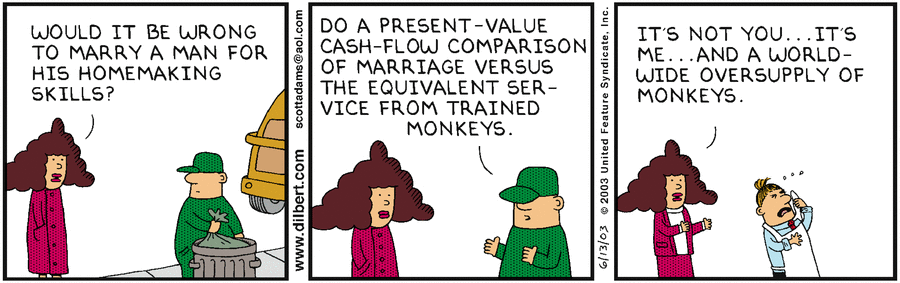 WOULD IT BE WRONG
TO MARRY A MAN FOR
HIS HOMEMAKING
SKILLS?
www.dilbert.com
scottadams@aol.com
DO A PRESENT-VALUE
CASH-FLOW COMPARISON
OF MARRIAGE VERSUS
THE EQUIVALENT SER-
VICE FROM TRAINED
MONKEYS.
6/13/03 © 2003 United Feature Syndicate, Inc.
IT'S NOT YOU...IT'S
ME...AND A WORLD-
WIDE OVERSUPPLY OF
MONKEYS.